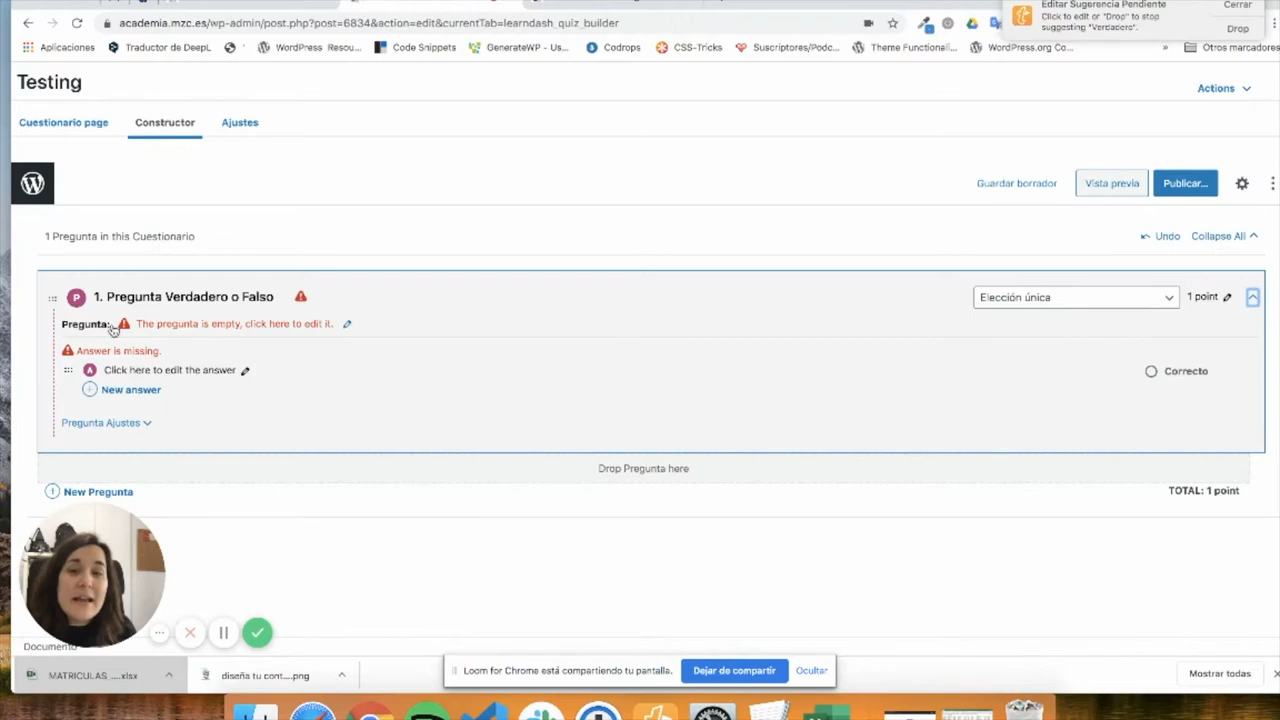 Editar Sugerencia Pendiente
Click to edit or "Drop" to stop
suggesting "Verdadero".
Cerrar
Drop
academia.mzc.es/wp-admin/post.php?post=6834&action=edit&currentTab=learndash_quiz_builder
Aplicaciones
Traductor de DeepL
WordPress Resou...
Code Snippets
GenerateWP - Us...
Codrops
CSS-Tricks
Suscriptores/Podc...
Theme Functionali...
WordPress.org Co...
»
Otros marcadores
Testing
Actions
Cuestionario page
Constructor
Ajustes
Guardar borrador
Vista previa
Publicar...
1 Pregunta in this Cuestionario
Undo
Collapse All
P
1. Pregunta Verdadero o Falso
Elección única
1 point
Pregunta:
The pregunta is empty, click here to edit it.
Answer is missing.
A
Click here to edit the answer
Correcto
New answer
Pregunta Ajustes
Drop Pregunta here
New Pregunta
TOTAL: 1 point
Documento
MATRICULAS_....xlsx
diseña tu cont....png
Loom for Chrome está compartiendo tu pantalla.
Dejar de compartir
Ocultar
Mostrar todas